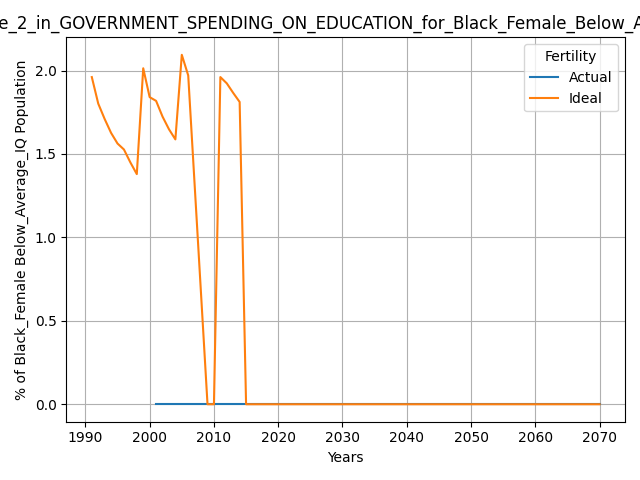 e_2_in_GOVERNMENT_SPENDING_ON_EDUCATION_for_Black_Female_Below_A
Fertility
Actual
Ideal
% of Black_Female Below_Average_IQ Population
2.0
1.5
1.0
0.5
0.0
1990 2000 2010 2020 2030 2040 2050 2060 2070
Years